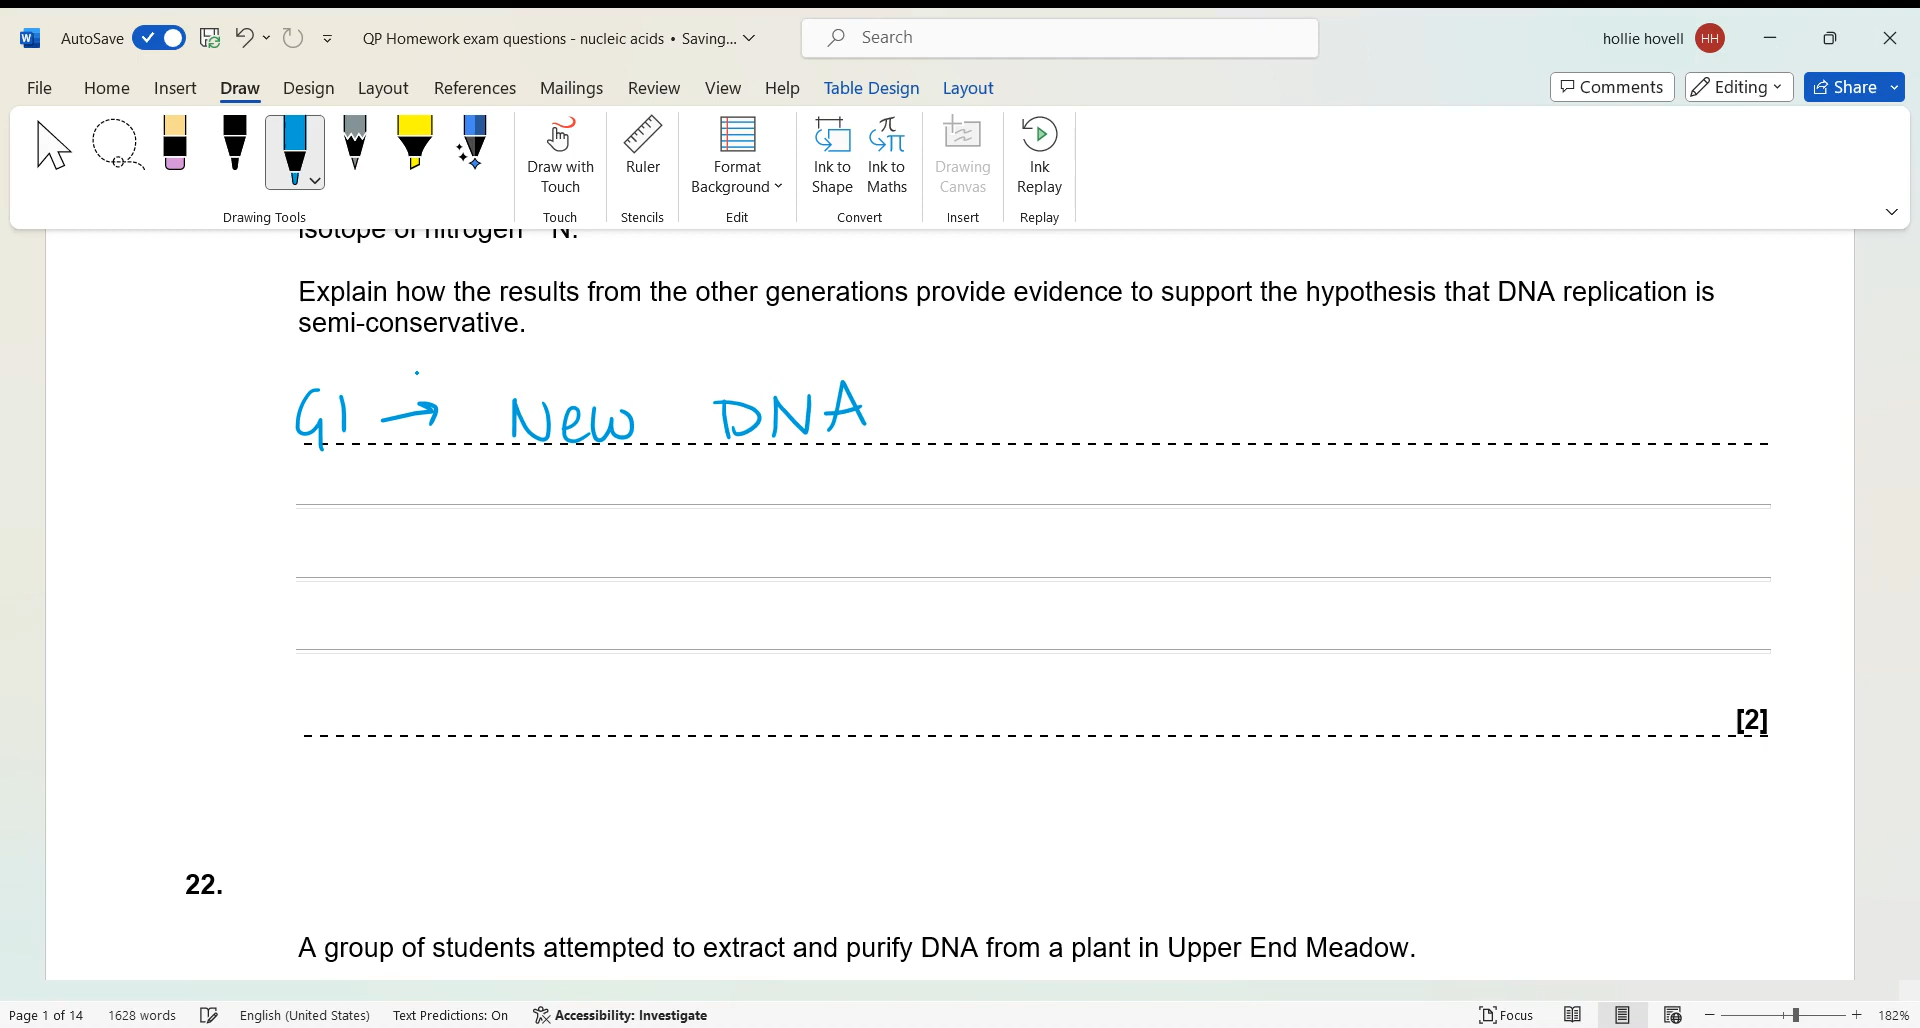 AutoSave
QP Homework exam questions - nucleic acids • Saving...
Search
hollie hovell
HH
File Home Insert Draw Design Layout References Mailings Review View Help Table Design Layout
Comments
Editing
Share
Draw with Touch
Ruler
Format Background
Ink to Shape
Ink to Maths
Drawing Canvas
Ink Replay
Drawing Tools
Touch
Stencils
Edit
Convert
Insert
Replay
isotope of nitrogen N.
Explain how the results from the other generations provide evidence to support the hypothesis that DNA replication is
semi-conservative.
G1 → New DNA
[2]
22.
A group of students attempted to extract and purify DNA from a plant in Upper End Meadow.
Page 1 of 14 1628 words English (United States) Text Predictions: On Accessibility: Investigate Focus 182%